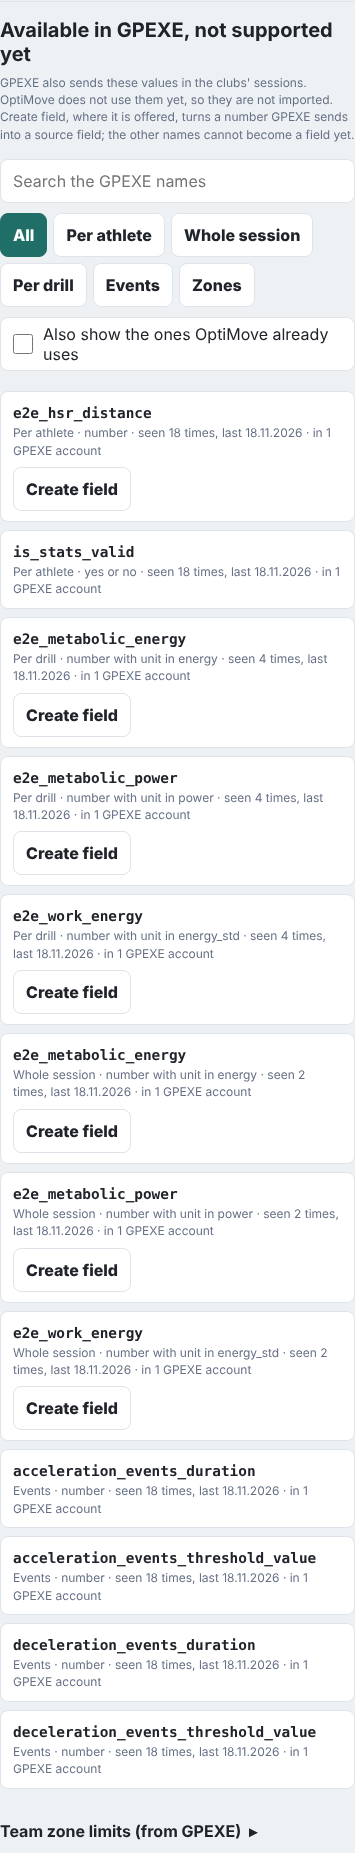 Available in GPEXE, not supported
yet
GPEXE also sends these values in the clubs' sessions.
OptiMove does not use them yet, so they are not imported.
Create field, where it is offered, turns a number GPEXE sends
into a source field; the other names cannot become a field yet.
Search the GPEXE names
All Per athlete Whole session
Per drill Events Zones
Also show the ones OptiMove already
uses
e2e_hsr_distance
Per athlete · number · seen 18 times, last 18.11.2026 · in 1
GPEXE account
Create field
is_stats_valid
Per athlete · yes or no · seen 18 times, last 18.11.2026 · in 1
GPEXE account
e2e_metabolic_energy
Per drill · number with unit in energy · seen 4 times, last
18.11.2026 · in 1 GPEXE account
Create field
e2e_metabolic_power
Per drill · number with unit in power · seen 4 times, last
18.11.2026 · in 1 GPEXE account
Create field
e2e_work_energy
Per drill · number with unit in energy_std · seen 4 times,
last 18.11.2026 · in 1 GPEXE account
Create field
e2e_metabolic_energy
Whole session · number with unit in energy · seen 2
times, last 18.11.2026 · in 1 GPEXE account
Create field
e2e_metabolic_power
Whole session · number with unit in power · seen 2 times,
last 18.11.2026 · in 1 GPEXE account
Create field
e2e_work_energy
Whole session · number with unit in energy_std · seen 2
times, last 18.11.2026 · in 1 GPEXE account
Create field
acceleration_events_duration
Events · number · seen 18 times, last 18.11.2026 · in 1
GPEXE account
acceleration_events_threshold_value
Events · number · seen 18 times, last 18.11.2026 · in 1
GPEXE account
deceleration_events_duration
Events · number · seen 18 times, last 18.11.2026 · in 1
GPEXE account
deceleration_events_threshold_value
Events · number · seen 18 times, last 18.11.2026 · in 1
GPEXE account
Team zone limits (from GPEXE) ▸